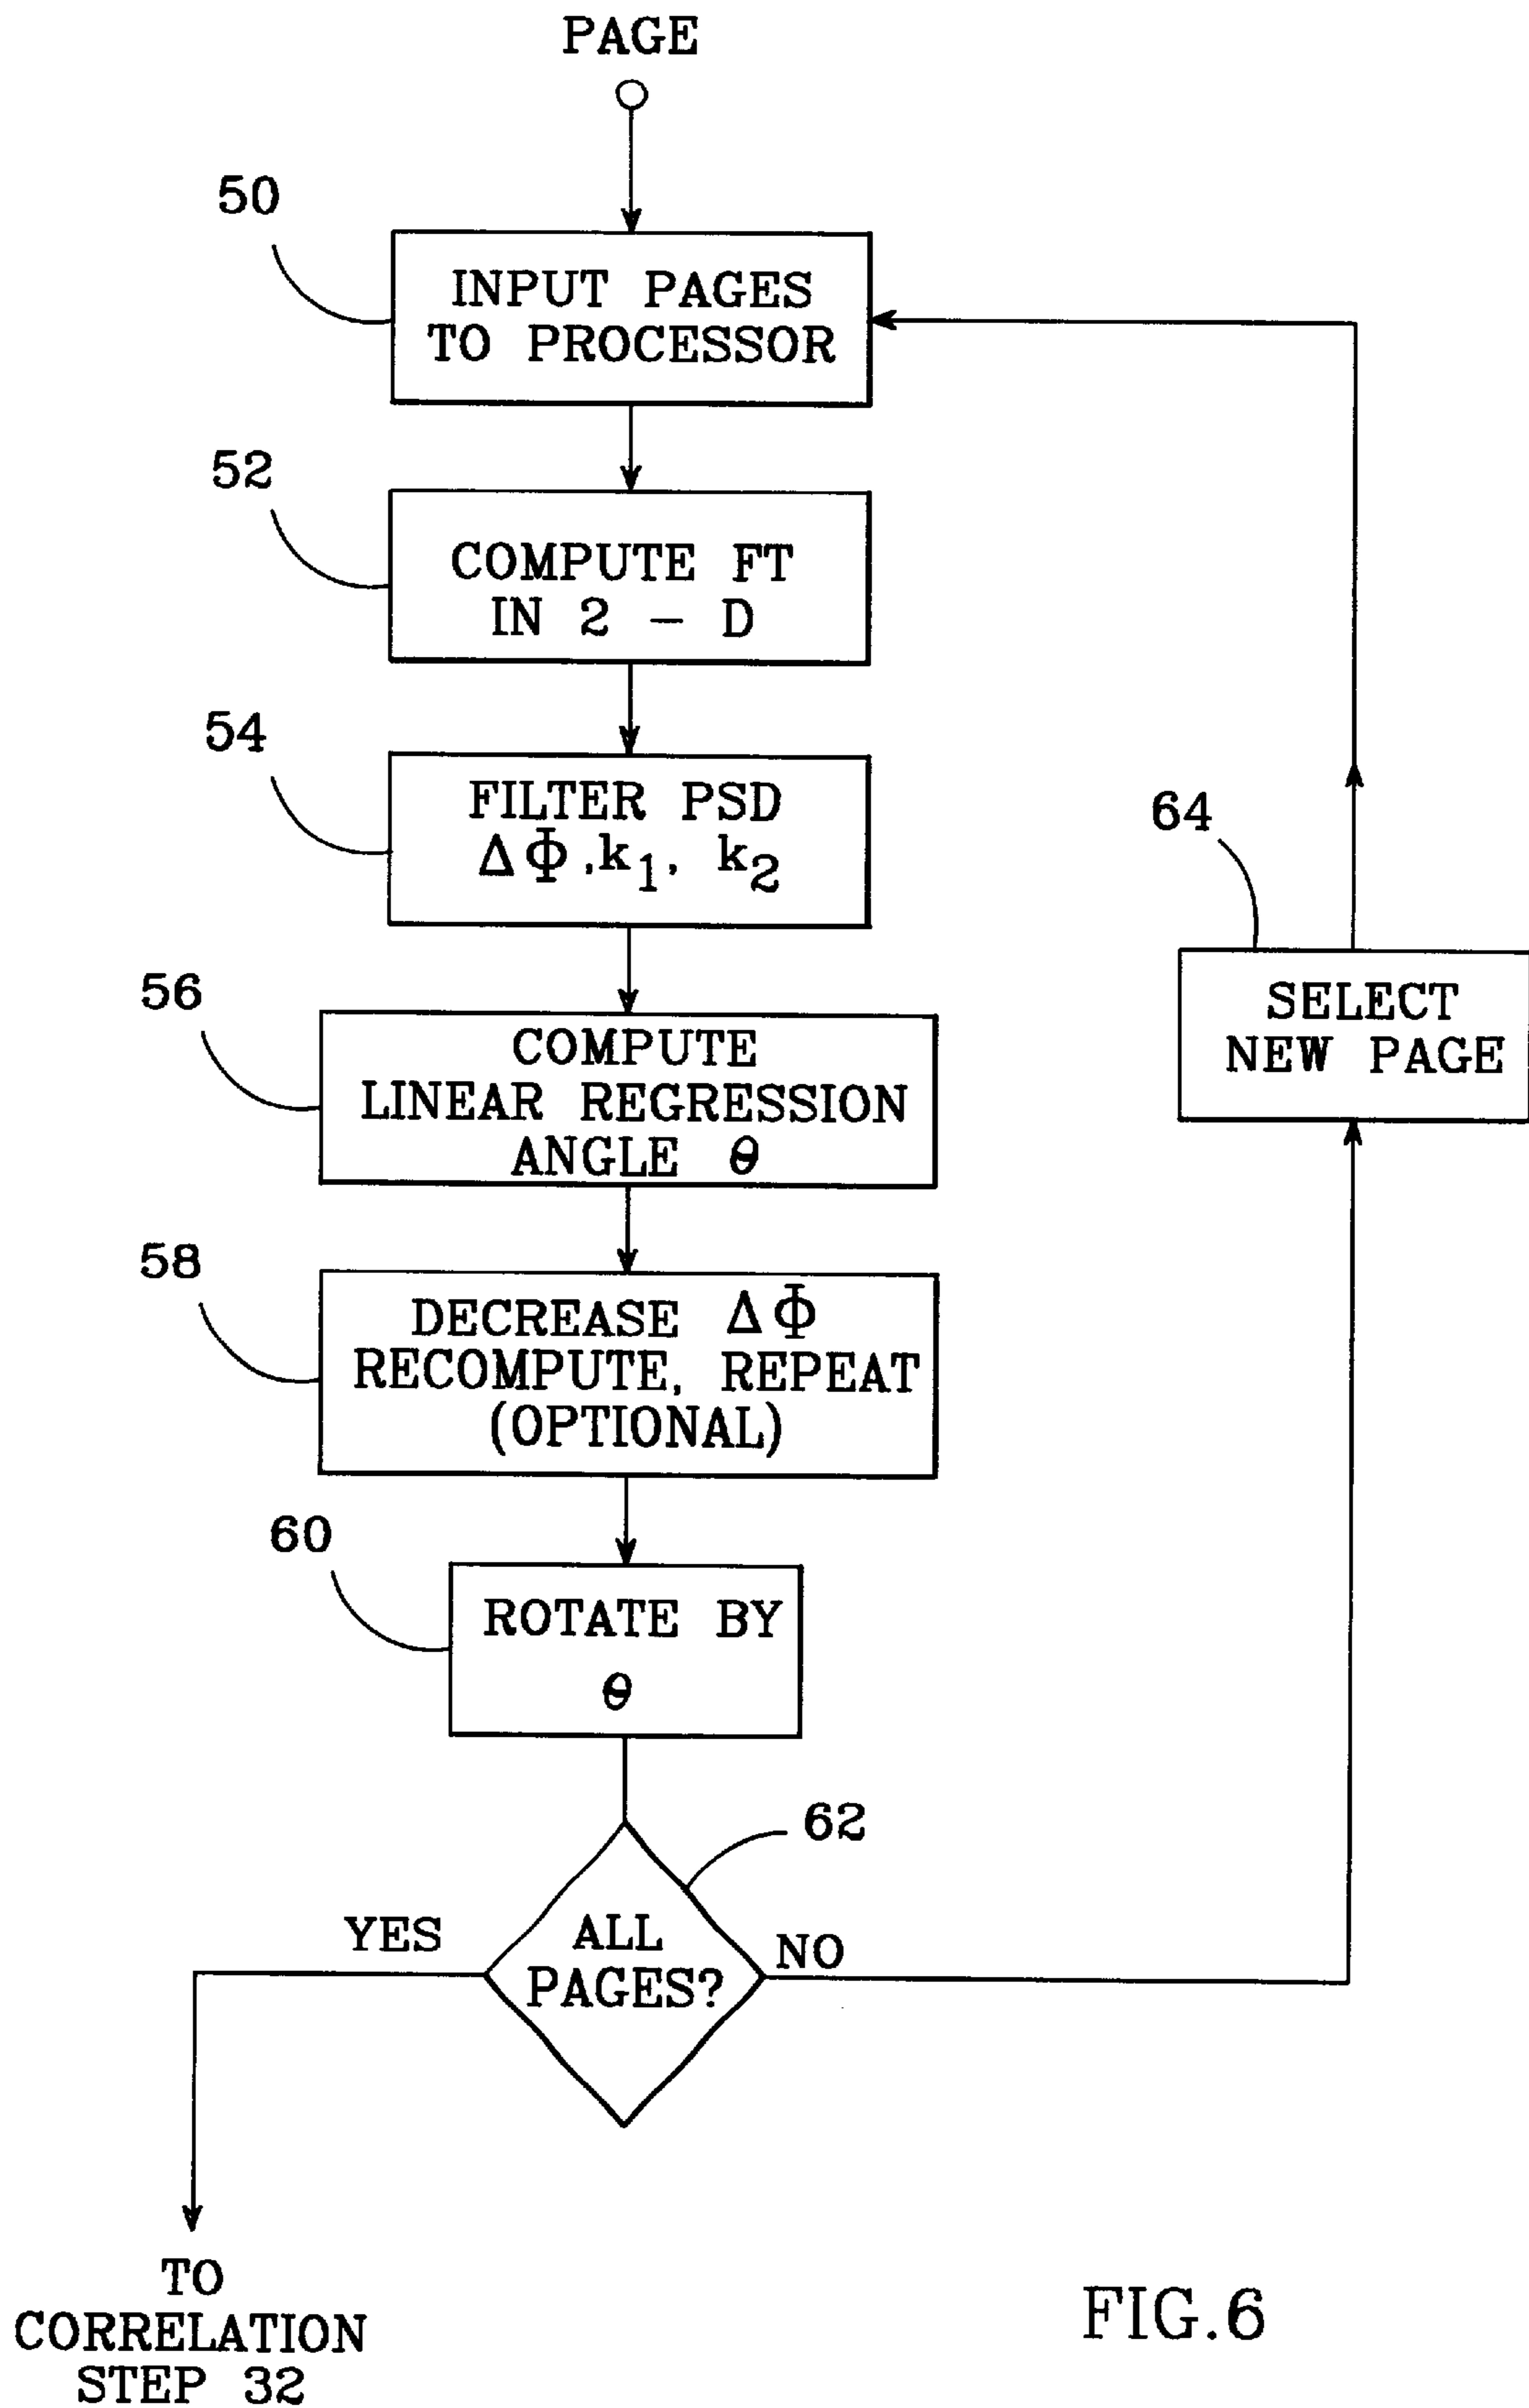 PAGE
50
INPUT PAGES
TO PROCESSOR
52
COMPUTE FT
IN 2 - D
54
FILTER PSD
ΔΦ,k₁, k₂
64
SELECT
NEW PAGE
56
COMPUTE
LINEAR REGRESSION
ANGLE θ
58
DECREASE ΔΦ
RECOMPUTE, REPEAT
(OPTIONAL)
60
ROTATE BY
θ
62
YES
ALL
PAGES?
NO
TO
CORRELATION
STEP 32
FIG.6